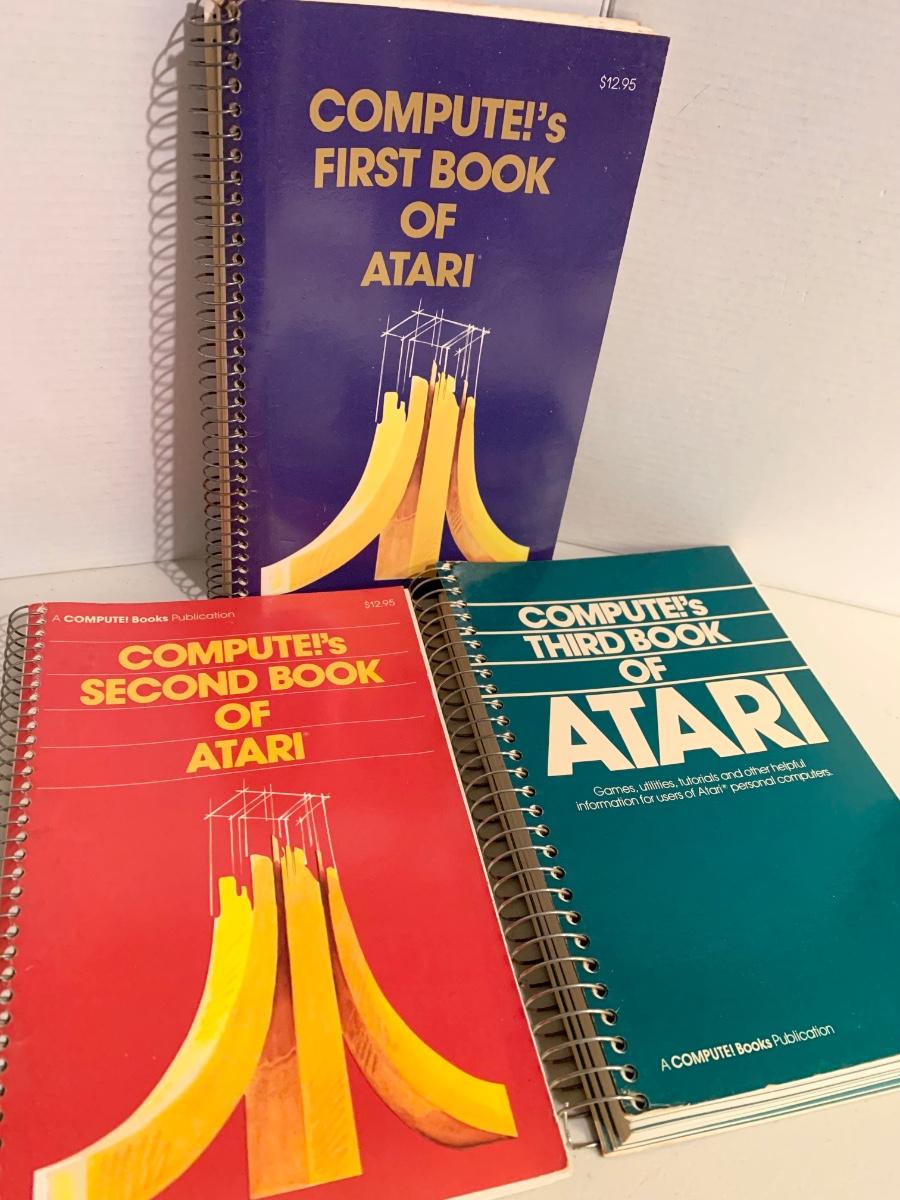 $12.95
COMPUTE!'s
FIRST BOOK
OF
ATARI
A COMPUTE! Books Publication
$12.95
COMPUTE!'s
SECOND BOOK
OF
ATARI®
COMPUTE!'s
THIRD BOOK
OF
ATARI
Games, utilities, tutorials and other helpful
information for users of Atari® personal computers.
A COMPUTE! Books Publication